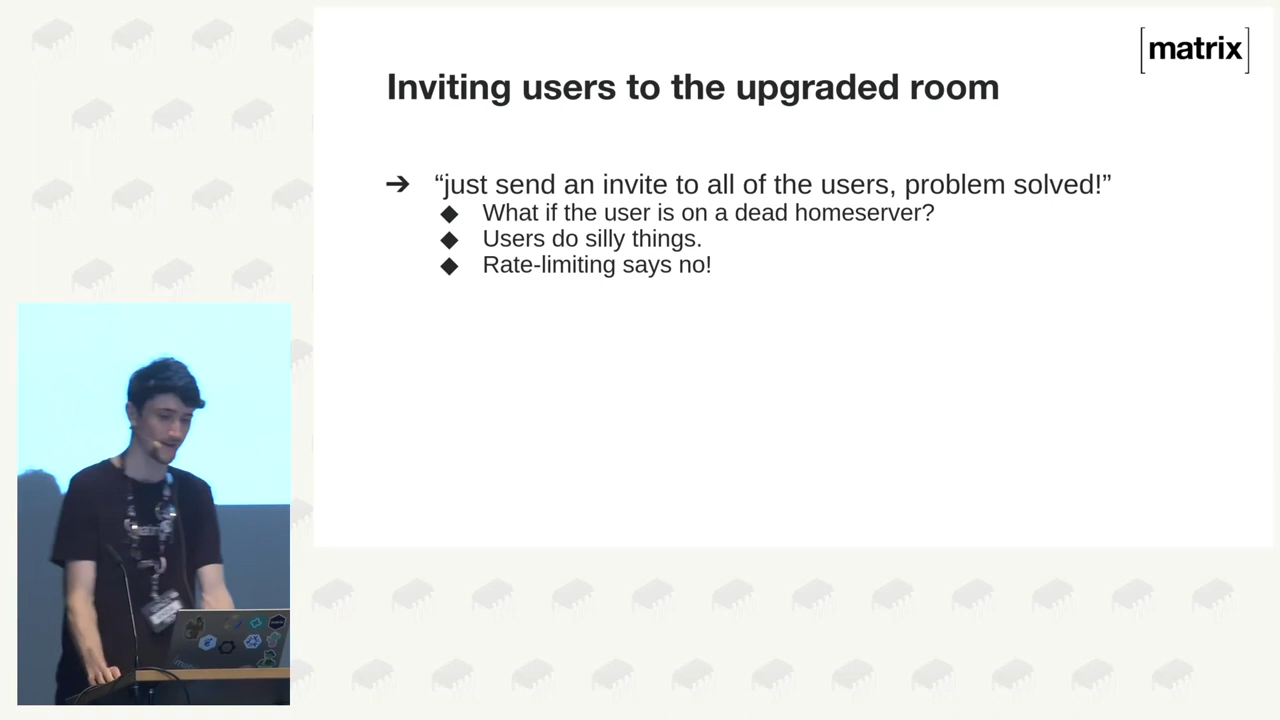 [matrix]
Inviting users to the upgraded room
➔ “just send an invite to all of the users, problem solved!”
◆ What if the user is on a dead homeserver?
◆ Users do silly things.
◆ Rate-limiting says no!